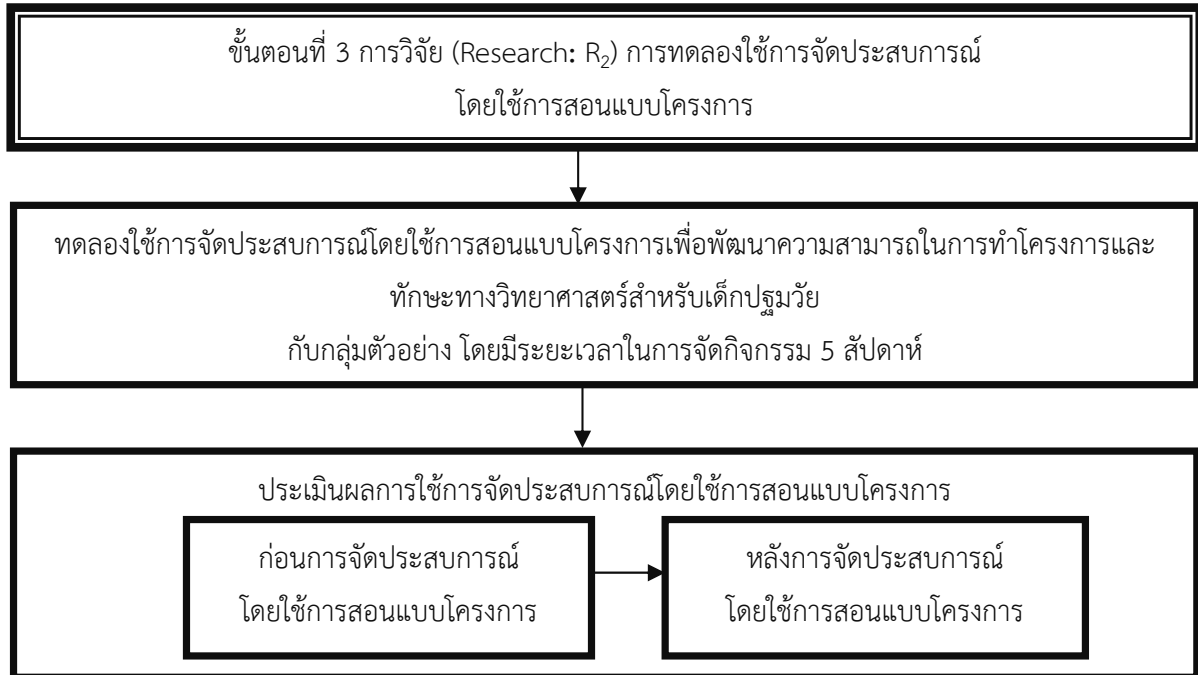 ขั้นตอนที่ 3 การวิจัย (Research: R₂) การทดลองใช้การจัดประสบการณ์
โดยใช้การสอนแบบโครงการ
ทดลองใช้การจัดประสบการณ์โดยใช้การสอนแบบโครงการเพื่อพัฒนาความสามารถในการทำโครงการและ
ทักษะทางวิทยาศาสตร์สำหรับเด็กปฐมวัย
กับกลุ่มตัวอย่าง โดยมีระยะเวลาในการจัดกิจกรรม 5 สัปดาห์
ประเมินผลการใช้การจัดประสบการณ์โดยใช้การสอนแบบโครงการ
ก่อนการจัดประสบการณ์
โดยใช้การสอนแบบโครงการ
หลังการจัดประสบการณ์
โดยใช้การสอนแบบโครงการ